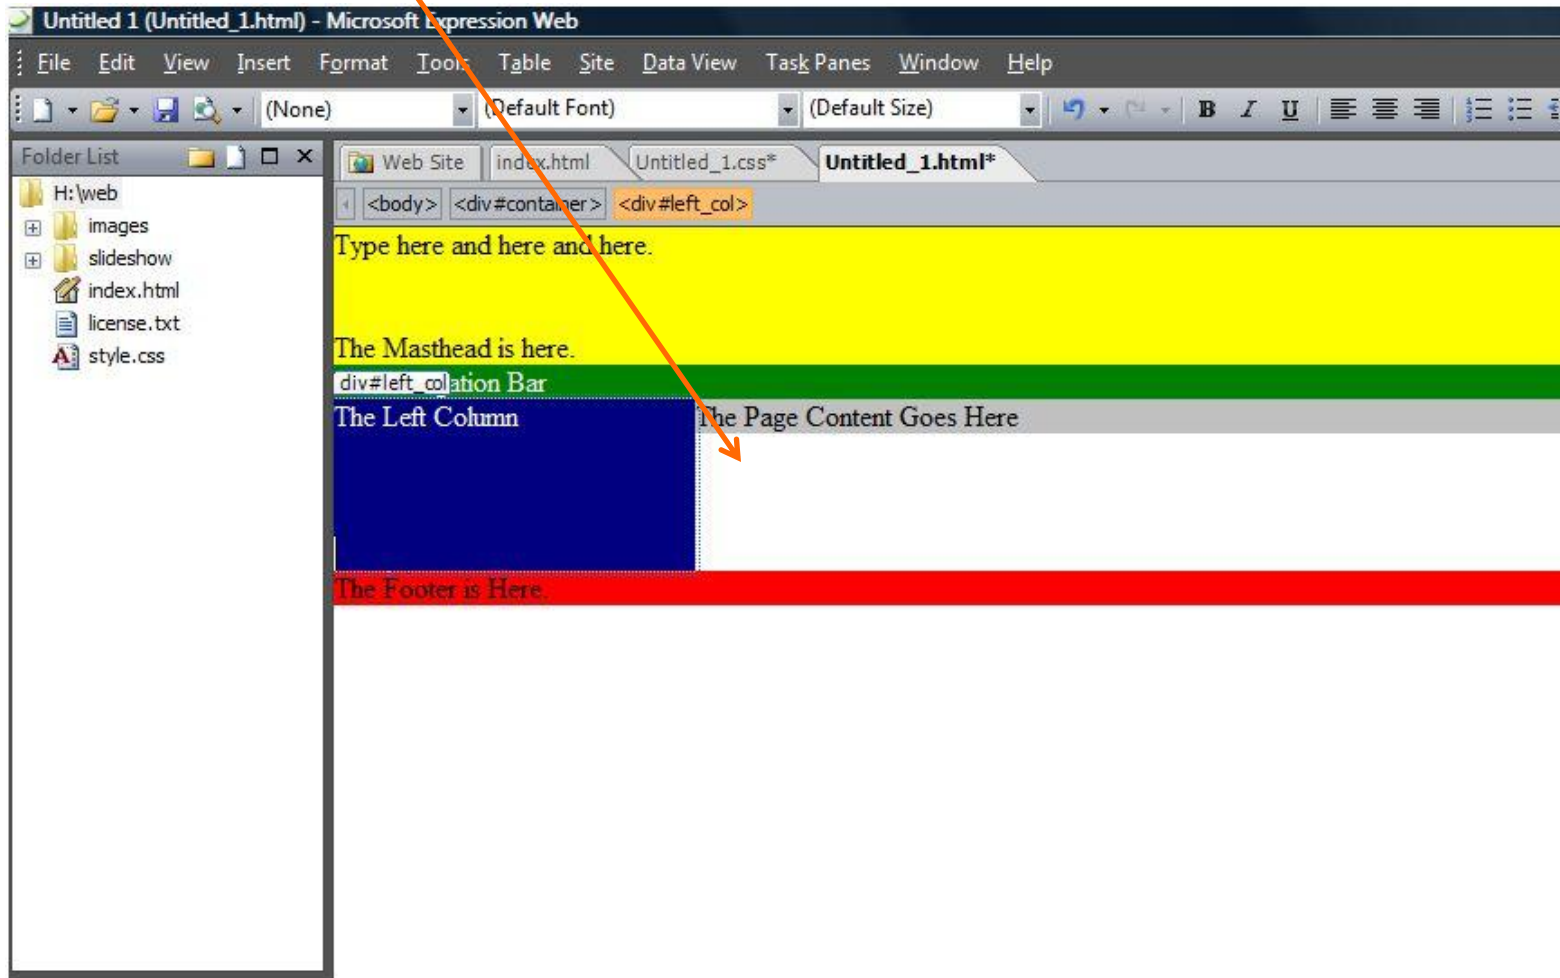 Untitled 1 (Untitled_1.html) - Microsoft Expression Web
File Edit View Insert Format Tools Table Site Data View Task Panes Window Help
(None) (Default Font) (Default Size) B I U
Folder List
Web Site index.html Untitled_1.css* Untitled_1.html*
H:\web
<body> <div#container> <div#left_col>
images
slideshow
index.html
license.txt
style.css
Type here and here and here.
The Masthead is here.
div#left_col ation Bar
The Left Column
The Page Content Goes Here
The Footer is Here.